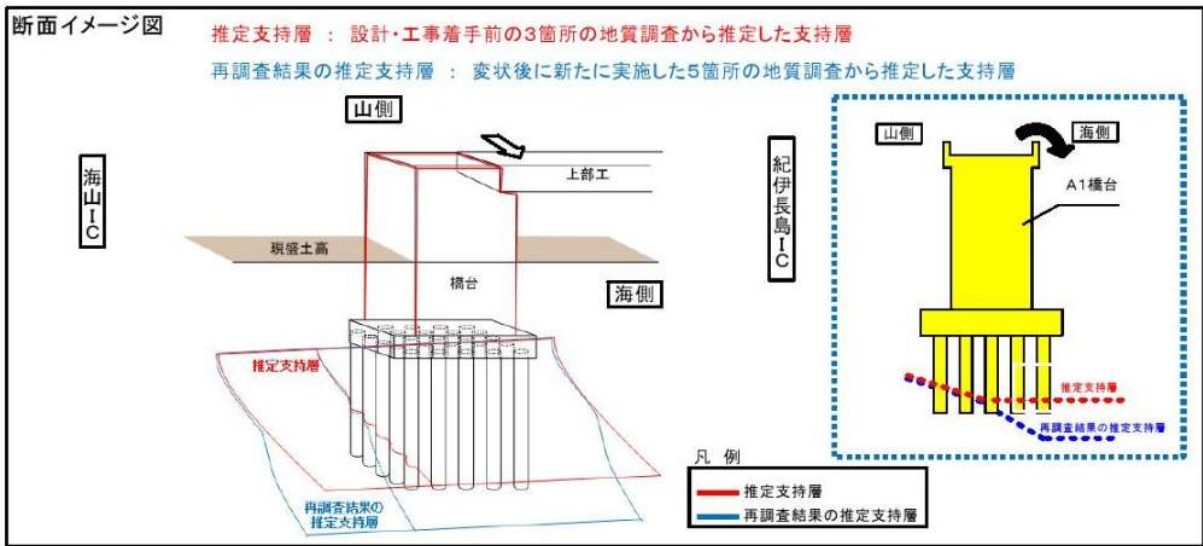 断面イメージ図
推定支持層 : 設計・工事着手前の3箇所の地質調査から推定した支持層
再調査結果の推定支持層 : 変状後に新たに実施した5箇所の地質調査から推定した支持層
山側
海山IC
上部工
現盛土高
橋台
海側
紀伊長島IC
推定支持層
再調査結果の
推定支持層
山側
海側
A1橋台
推定支持層
再調査結果の推定支持層
凡 例
推定支持層
再調査結果の推定支持層